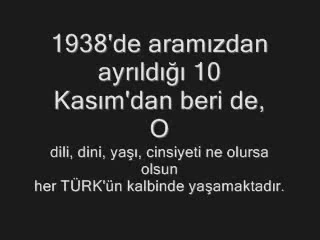 1938'de aramızdan
ayrıldığı 10
Kasım'dan beri de,
O
dili, dini, yaşı, cinsiyeti ne olursa
olsun
her TÜRK'ün kalbinde yaşamaktadır.